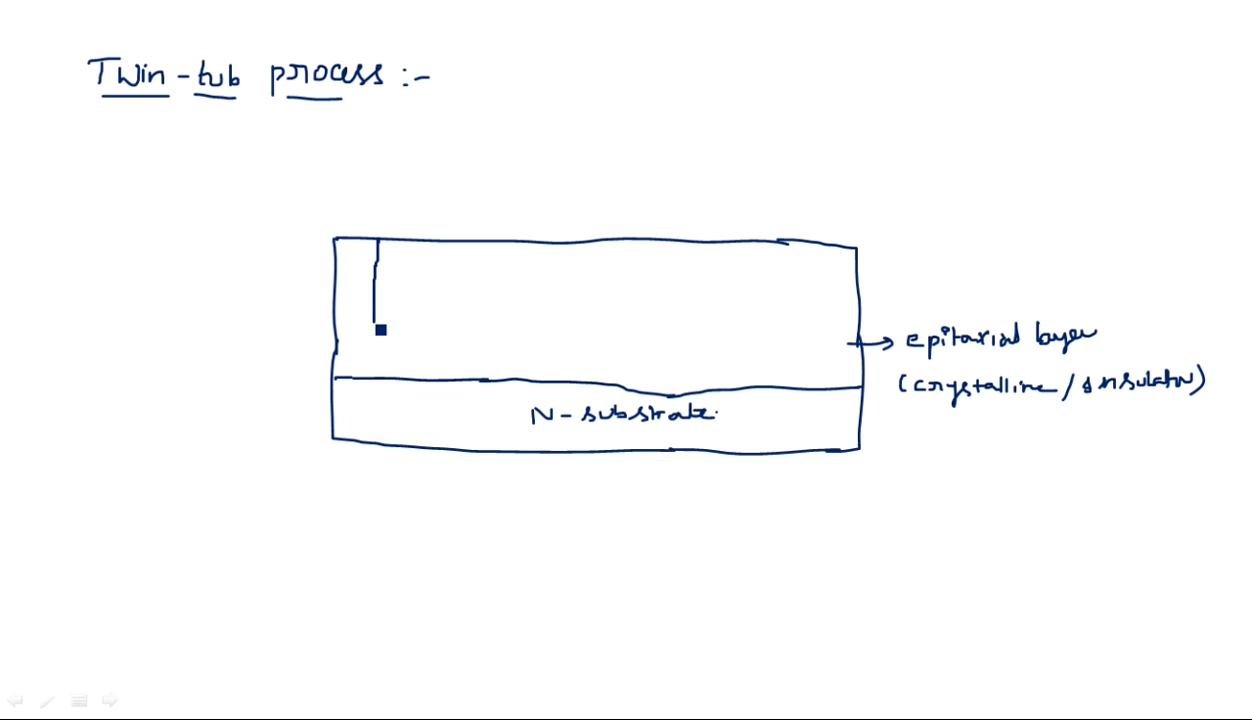 Twin-tub process :-
epitaxial layer
(crystalline/insulator)
N-substrate.